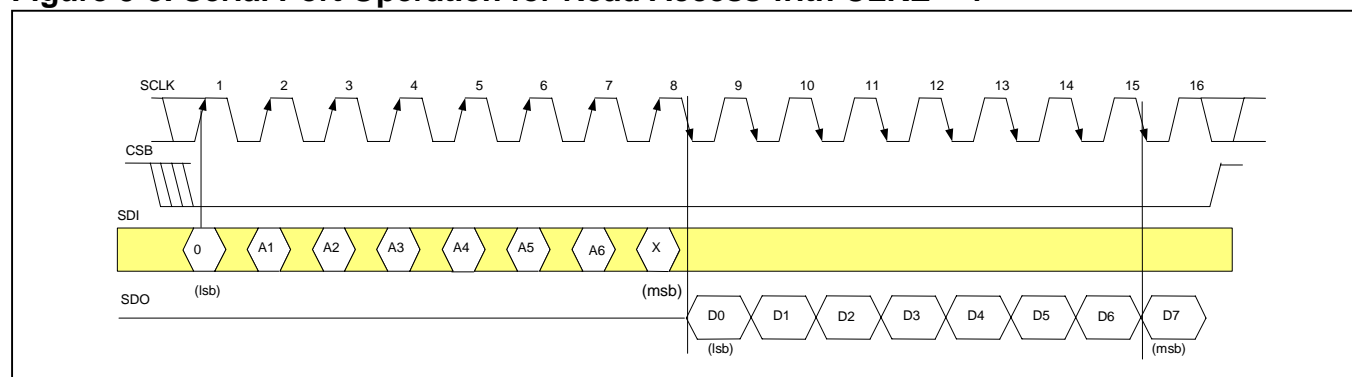 SCLK 1 2 3 4 5 6 7 8 9 10 11 12 13 14 15 16
CSB
SDI
0 A1 A2 A3 A4 A5 A6 X
(lsb) (msb)
SDO
D0 D1 D2 D3 D4 D5 D6 D7
(lsb) (msb)